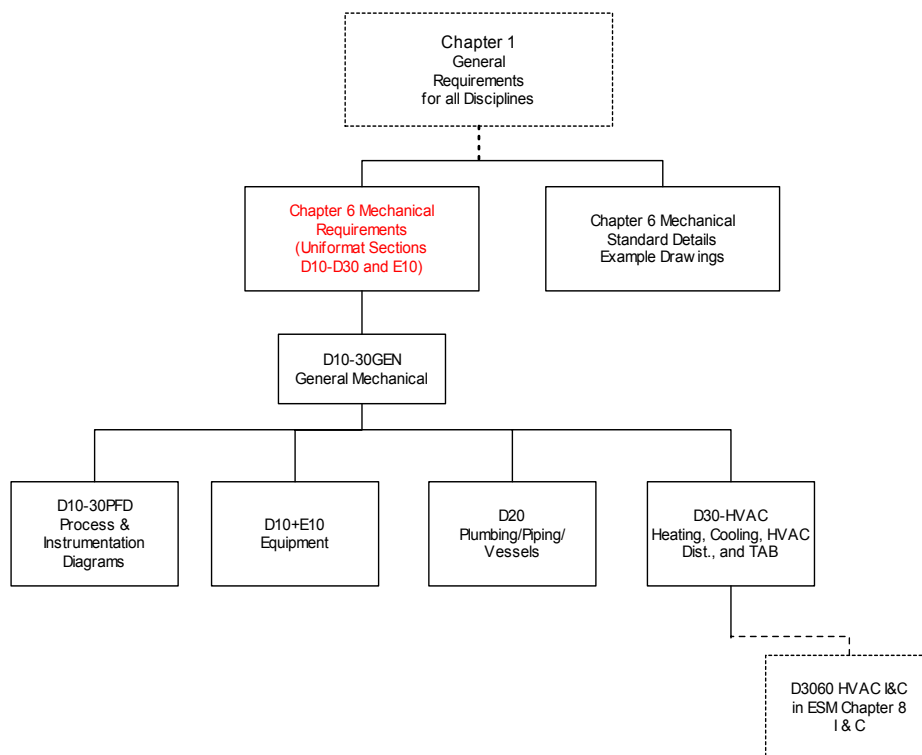 Chapter 1
General
Requirements
for all Disciplines
Chapter 6 Mechanical
Requirements
(Uniformat Sections
D10-D30 and E10)
Chapter 6 Mechanical
Standard Details
Example Drawings
D10-30GEN
General Mechanical
D10-30PFD
Process &
Instrumentation
Diagrams
D10+E10
Equipment
D20
Plumbing/Piping/
Vessels
D30-HVAC
Heating, Cooling, HVAC
Dist., and TAB
D3060 HVAC I&C
in ESM Chapter 8
I & C